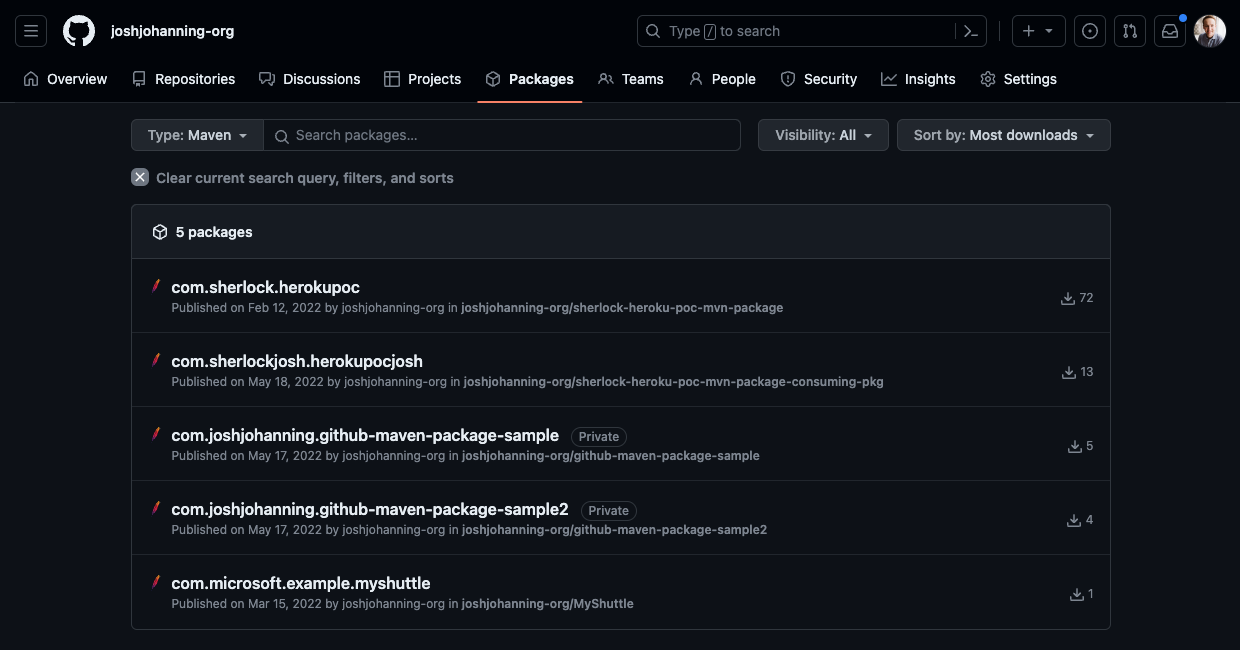 joshjohanning-org
Type / to search
Overview Repositories Discussions Projects Packages Teams People Security Insights Settings
Type: Maven Search packages... Visibility: All Sort by: Most downloads
Clear current search query, filters, and sorts
5 packages
com.sherlock.herokupoc
Published on Feb 12, 2022 by joshjohanning-org in joshjohanning-org/sherlock-heroku-poc-mvn-package
72
com.sherlockjosh.herokupocjosh
Published on May 18, 2022 by joshjohanning-org in joshjohanning-org/sherlock-heroku-poc-mvn-package-consuming-pkg
13
com.joshjohanning.github-maven-package-sample Private
Published on May 17, 2022 by joshjohanning-org in joshjohanning-org/github-maven-package-sample
5
com.joshjohanning.github-maven-package-sample2 Private
Published on May 17, 2022 by joshjohanning-org in joshjohanning-org/github-maven-package-sample2
4
com.microsoft.example.myshuttle
Published on Mar 15, 2022 by joshjohanning-org in joshjohanning-org/MyShuttle
1